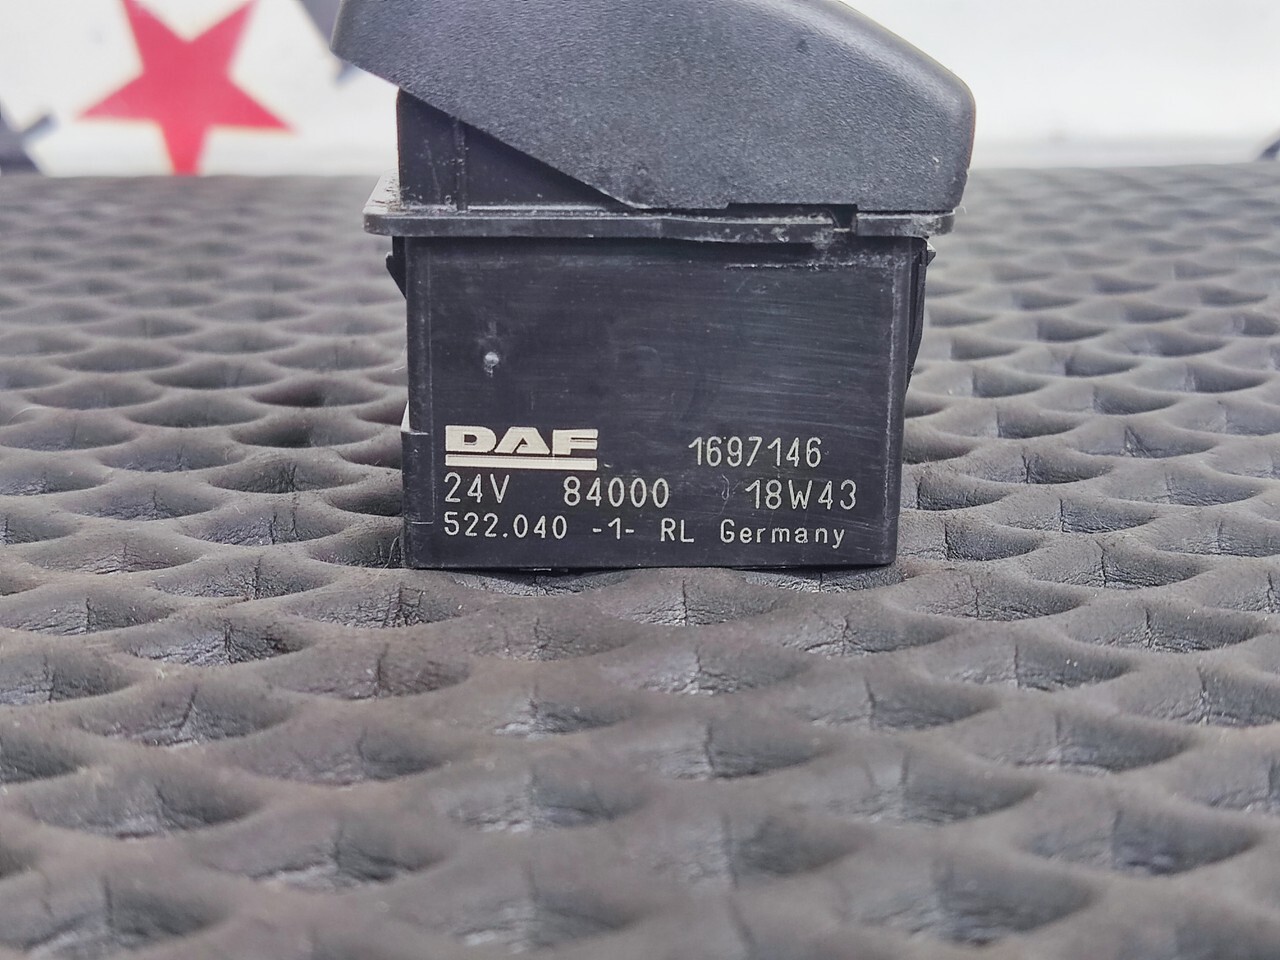 DAF 1697146
24V 84000 18W43
522.040 -1- RL Germany